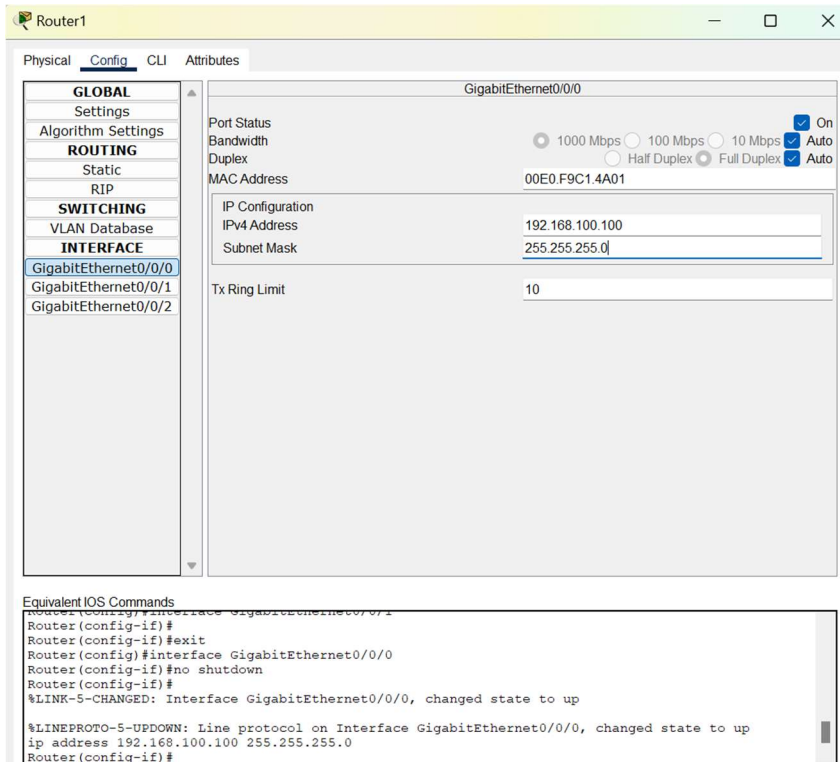 Router1
Physical Config CLI Attributes
GLOBAL
Settings
Algorithm Settings
ROUTING
Static
RIP
SWITCHING
VLAN Database
INTERFACE
GigabitEthernet0/0/0
GigabitEthernet0/0/1
GigabitEthernet0/0/2
GigabitEthernet0/0/0
Port Status On
Bandwidth 1000 Mbps 100 Mbps 10 Mbps Auto
Duplex Half Duplex Full Duplex Auto
MAC Address 00E0.F9C1.4A01
IP Configuration
IPv4 Address 192.168.100.100
Subnet Mask 255.255.255.0
Tx Ring Limit 10
Equivalent IOS Commands
Router(config)#interface GigabitEthernet0/0/1
Router(config-if)#
Router(config-if)#exit
Router(config)#interface GigabitEthernet0/0/0
Router(config-if)#no shutdown
Router(config-if)#
%LINK-5-CHANGED: Interface GigabitEthernet0/0/0, changed state to up
%LINEPROTO-5-UPDOWN: Line protocol on Interface GigabitEthernet0/0/0, changed state to up
ip address 192.168.100.100 255.255.255.0
Router(config-if)#